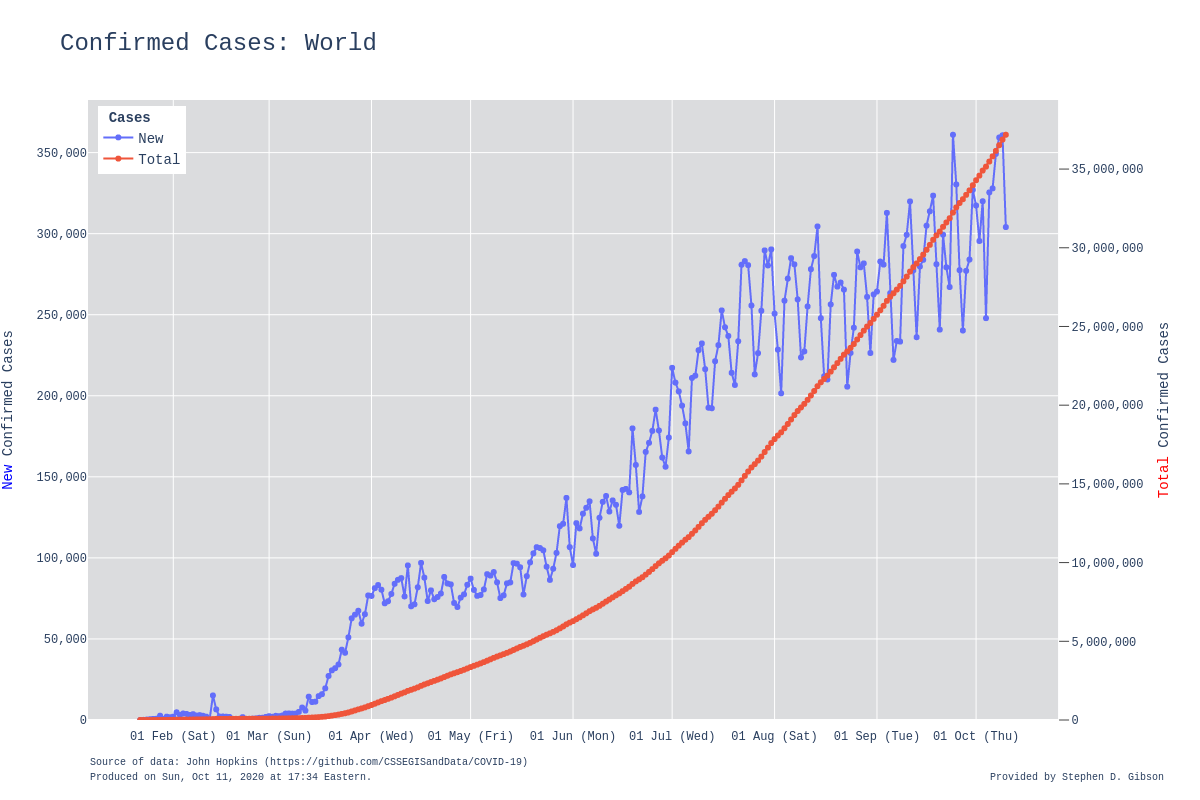 Confirmed Cases: World
Cases
New
Total
350,000
300,000
250,000
200,000
150,000
100,000
50,000
0
New Confirmed Cases
35,000,000
30,000,000
25,000,000
20,000,000
15,000,000
10,000,000
5,000,000
0
Total Confirmed Cases
01 Feb (Sat) 01 Mar (Sun) 01 Apr (Wed) 01 May (Fri) 01 Jun (Mon) 01 Jul (Wed) 01 Aug (Sat) 01 Sep (Tue) 01 Oct (Thu)
Source of data: John Hopkins (https://github.com/CSSEGISandData/COVID-19)
Produced on Sun, Oct 11, 2020 at 17:34 Eastern.
Provided by Stephen D. Gibson